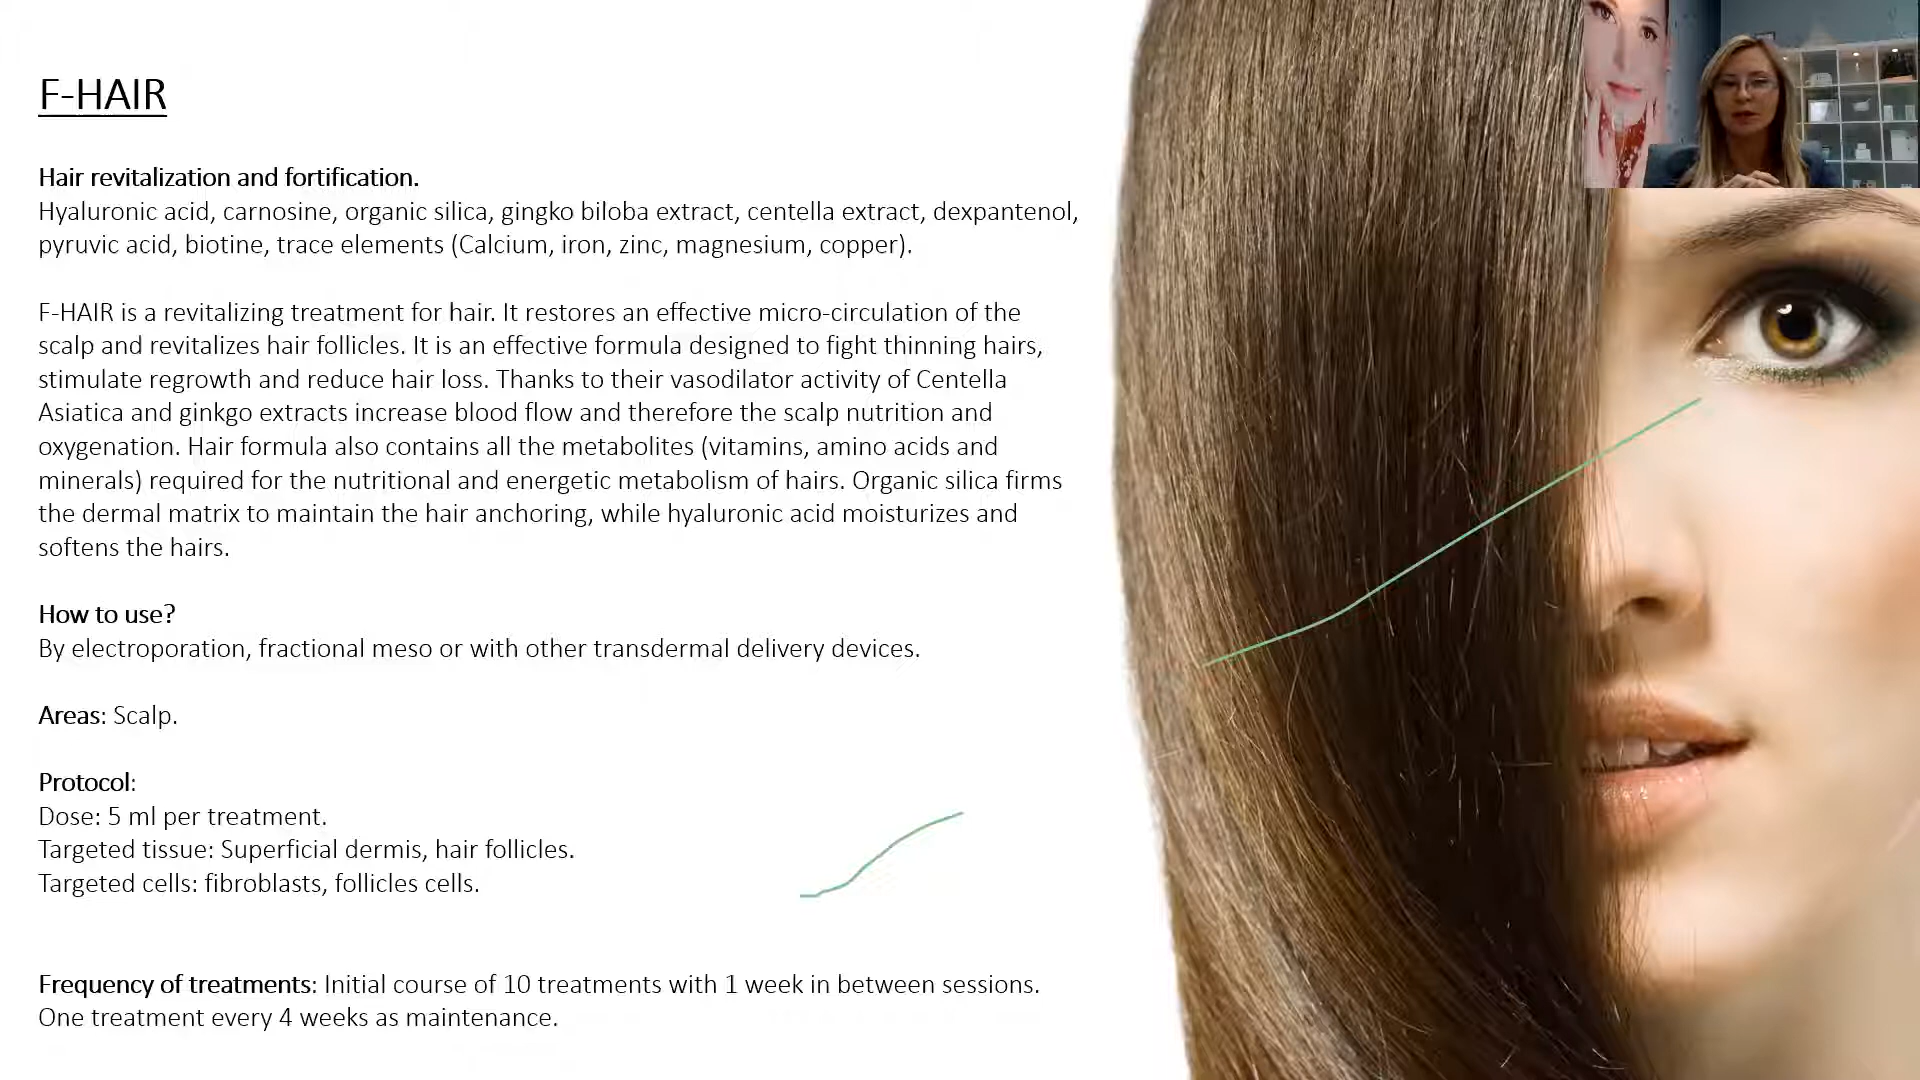 F-HAIR
Hair revitalization and fortification.
Hyaluronic acid, carnosine, organic silica, gingko biloba extract, centella extract, dexpantenol,
pyruvic acid, biotine, trace elements (Calcium, iron, zinc, magnesium, copper).
F-HAIR is a revitalizing treatment for hair. It restores an effective micro-circulation of the
scalp and revitalizes hair follicles. It is an effective formula designed to fight thinning hairs,
stimulate regrowth and reduce hair loss. Thanks to their vasodilator activity of Centella
Asiatica and ginkgo extracts increase blood flow and therefore the scalp nutrition and
oxygenation. Hair formula also contains all the metabolites (vitamins, amino acids and
minerals) required for the nutritional and energetic metabolism of hairs. Organic silica firms
the dermal matrix to maintain the hair anchoring, while hyaluronic acid moisturizes and
softens the hairs.
How to use?
By electroporation, fractional meso or with other transdermal delivery devices.
Areas: Scalp.
Protocol:
Dose: 5 ml per treatment.
Targeted tissue: Superficial dermis, hair follicles.
Targeted cells: fibroblasts, follicles cells.
Frequency of treatments: Initial course of 10 treatments with 1 week in between sessions.
One treatment every 4 weeks as maintenance.